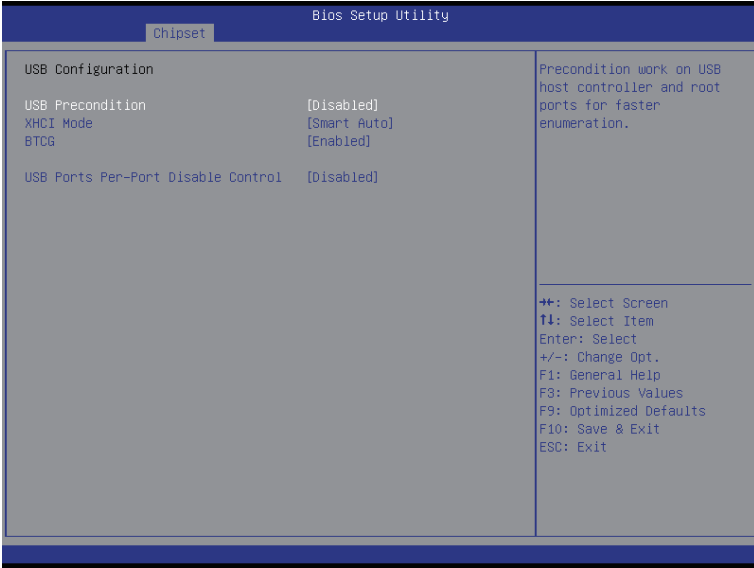 Bios Setup Utility
Chipset
USB Configuration
USB Precondition [Disabled]
XHCI Mode [Smart Auto]
BTCG [Enabled]
USB Ports Per-Port Disable Control [Disabled]
Precondition work on USB
host controller and root
ports for faster
enumeration.
→←: Select Screen
↑↓: Select Item
Enter: Select
+/-: Change Opt.
F1: General Help
F3: Previous Values
F9: Optimized Defaults
F10: Save & Exit
ESC: Exit